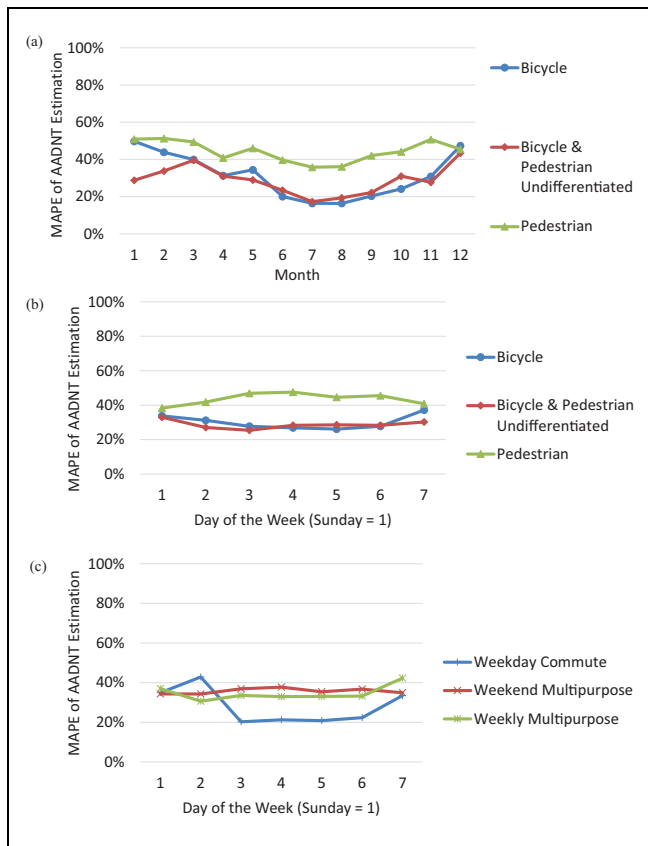 (a)
100%
80%
60%
40%
20%
0%
MAPE of AADNT Estimation
1 2 3 4 5 6 7 8 9 10 11 12
Month
Bicycle
Bicycle &
Pedestrian
Undifferentiated
Pedestrian
(b)
100%
80%
60%
40%
20%
0%
MAPE of AADNT Estimation
1 2 3 4 5 6 7
Day of the Week (Sunday = 1)
Bicycle
Bicycle & Pedestrian
Undifferentiated
Pedestrian
(c)
100%
80%
60%
40%
20%
0%
MAPE of AADNT Estimation
1 2 3 4 5 6 7
Day of the Week (Sunday = 1)
Weekday Commute
Weekend Multipurpose
Weekly Multipurpose